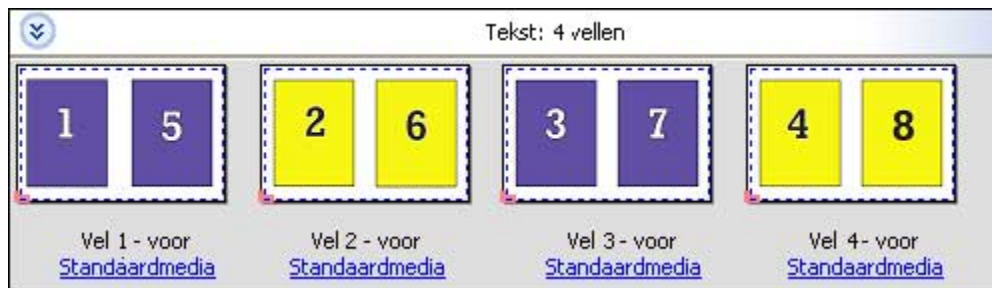 Tekst: 4 vellen
1 5 2 6 3 7 4 8
Vel 1 - voor Vel 2 - voor Vel 3 - voor Vel 4 - voor
Standaardmedia Standaardmedia Standaardmedia Standaardmedia